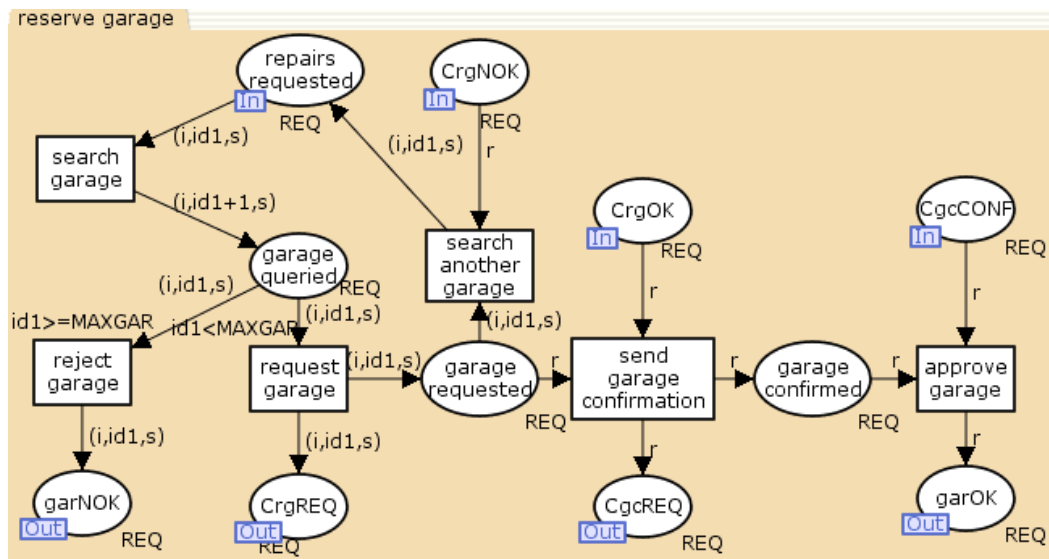 reserve garage
repairs
requested
In
REQ
CrgNOK
In
REQ
(i,id1,s)
(i,id1,s)
r
search
garage
(i,id1+1,s)
CrgOK
In
REQ
CgcCONF
In
REQ
garage
queried
REQ
search
another
garage
(i,id1,s)
(i,id1,s)
(i,id1,s)
r
r
id1>=MAXGAR
id1<MAXGAR
reject
garage
request
garage
(i,id1,s)
garage
requested
REQ
r
send
garage
confirmation
r
garage
confirmed
REQ
r
approve
garage
(i,id1,s)
(i,id1,s)
r
r
garNOK
Out
REQ
CrgREQ
Out
REQ
CgcREQ
Out
REQ
garOK
Out
REQ